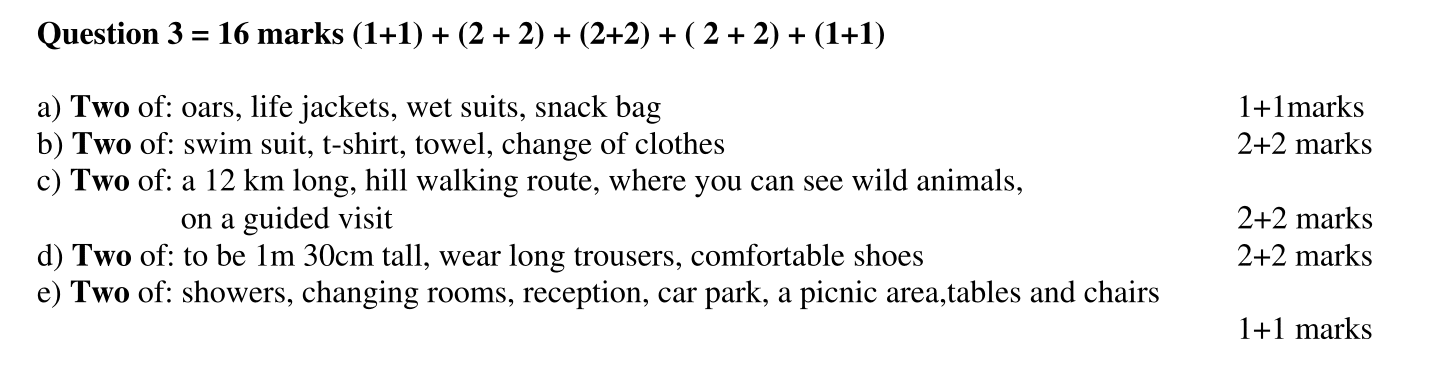 Question 3 = 16 marks (1+1) + (2 + 2) + (2+2) + ( 2 + 2) + (1+1)
a) Two of: oars, life jackets, wet suits, snack bag 1+1marks
b) Two of: swim suit, t-shirt, towel, change of clothes 2+2 marks
c) Two of: a 12 km long, hill walking route, where you can see wild animals,
on a guided visit 2+2 marks
d) Two of: to be 1m 30cm tall, wear long trousers, comfortable shoes 2+2 marks
e) Two of: showers, changing rooms, reception, car park, a picnic area,tables and chairs
1+1 marks